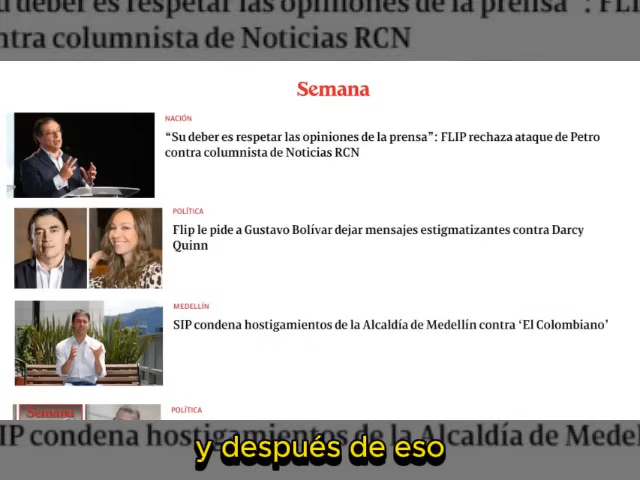 Su deber es respetar las opiniones de la prensa”: FLIP
ntra columnista de Noticias RCN
Semana
NACIÓN
“Su deber es respetar las opiniones de la prensa”: FLIP rechaza ataque de Petro
contra columnista de Noticias RCN
POLÍTICA
Flip le pide a Gustavo Bolívar dejar mensajes estigmatizantes contra Darcy
Quinn
MEDELLÍN
SIP condena hostigamientos de la Alcaldía de Medellín contra ‘El Colombiano’
Semana
POLÍTICA
IP condena hostigamientos de la Alcaldía de Medel
y después de eso